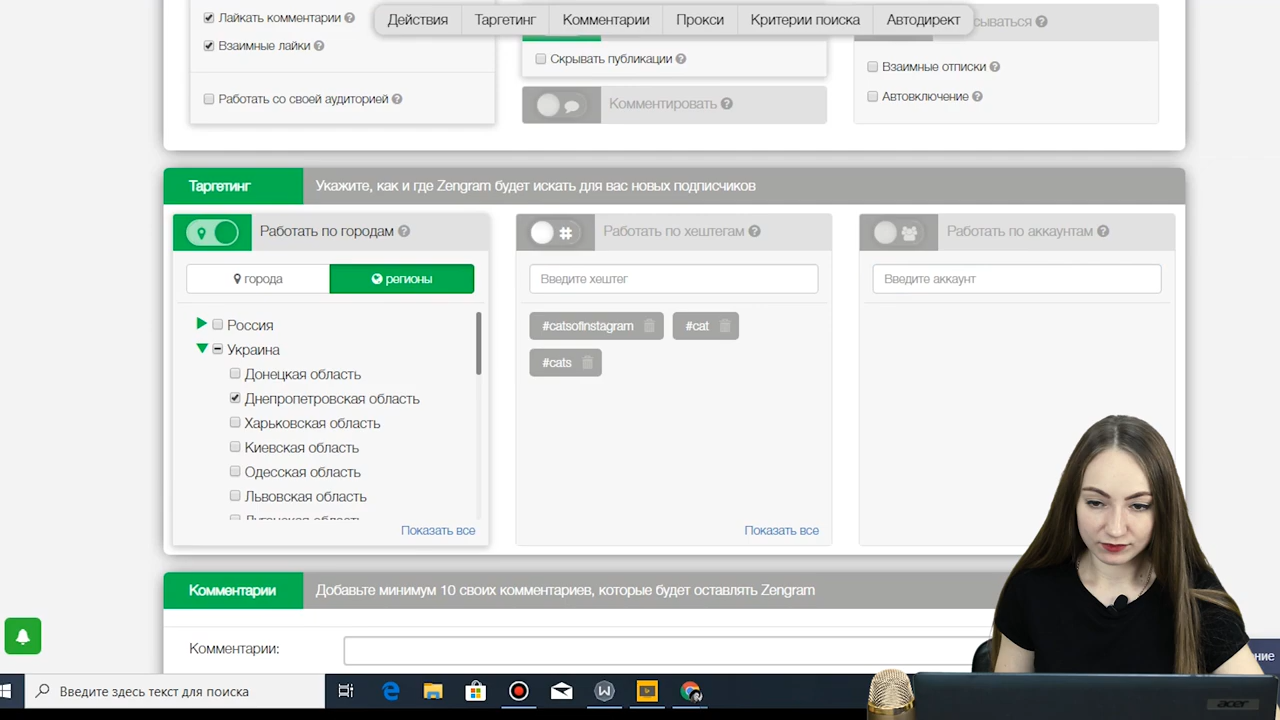 Лайкать комментарии
Взаимные лайки
Работать со своей аудиторией
Действия
Таргетинг
Комментарии
Прокси
Критерии поиска
Автодирект
сываться
Скрывать публикации
Комментировать
Взаимные отписки
Автовключение
Таргетинг
Укажите, как и где Zengram будет искать для вас новых подписчиков
Работать по городам
города
регионы
Россия
Украина
Донецкая область
Днепропетровская область
Харьковская область
Киевская область
Одесская область
Львовская область
Луганская область
Показать все
Работать по хештегам
Введите хештег
#catsofinstagram
#cat
#cats
Показать все
Работать по аккаунтам
Введите аккаунт
Комментарии
Добавьте минимум 10 своих комментариев, которые будет оставлять Zengram
Комментарии:
ение
Введите здесь текст для поиска
acer